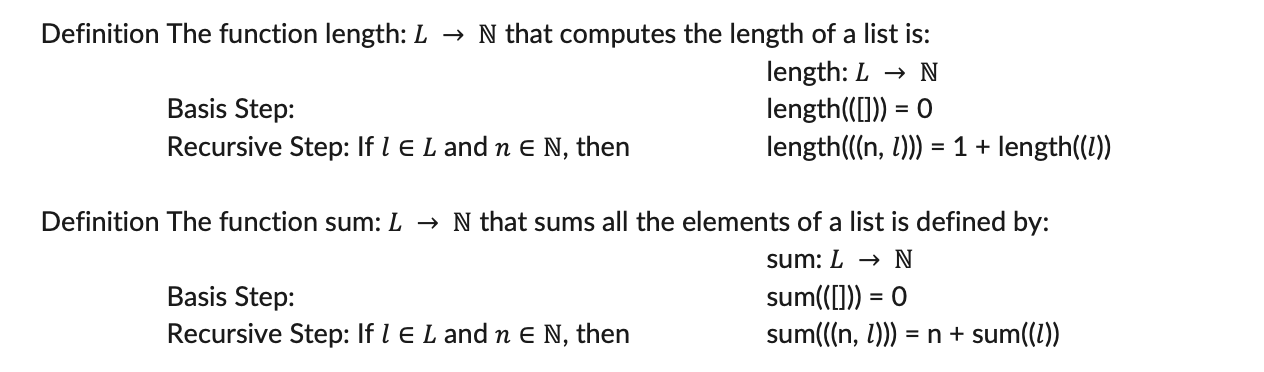 Definition The function length: L → ℕ that computes the length of a list is:
length: L → ℕ
Basis Step: length(([])) = 0
Recursive Step: If l ∈ L and n ∈ ℕ, then length(((n, l))) = 1 + length((l))
Definition The function sum: L → ℕ that sums all the elements of a list is defined by:
sum: L → ℕ
Basis Step: sum(([])) = 0
Recursive Step: If l ∈ L and n ∈ ℕ, then sum(((n, l))) = n + sum((l))